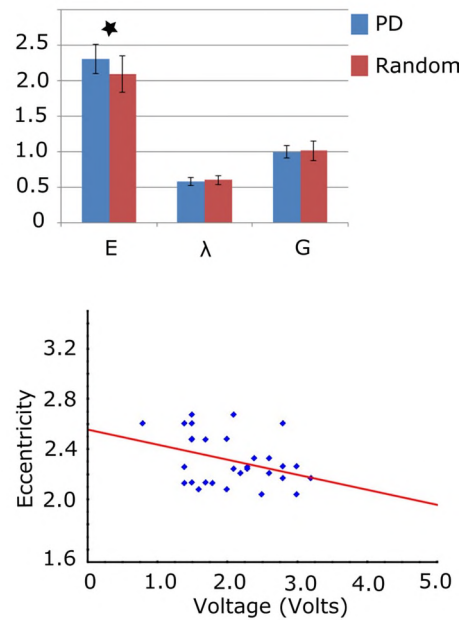 PD
Random
2.5
2.0
1.5
1.0
0.5
0
E λ G
3.2
2.8
2.4
2.0
1.6
Eccentricity
0 1.0 2.0 3.0 4.0 5.0
Voltage (Volts)